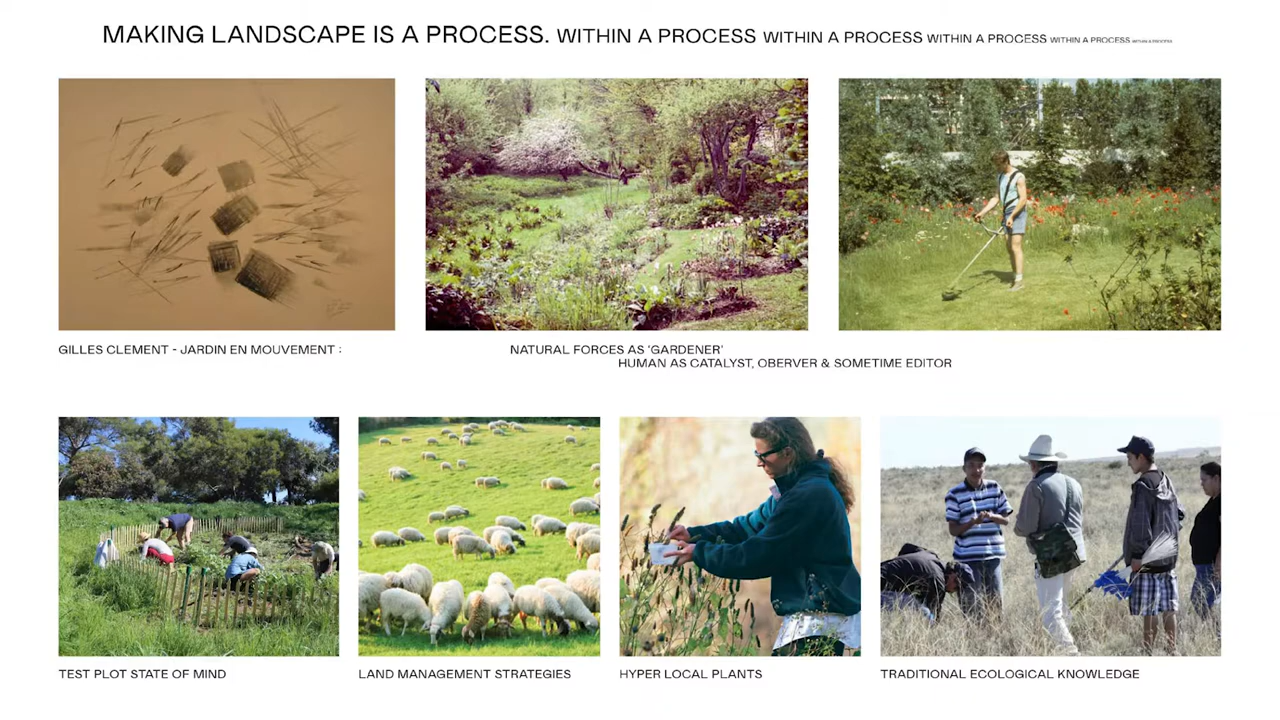 MAKING LANDSCAPE IS A PROCESS. WITHIN A PROCESS WITHIN A PROCESS WITHIN A PROCESS WITHIN A PROCESS
GILLES CLEMENT - JARDIN EN MOUVEMENT :
NATURAL FORCES AS 'GARDENER'
HUMAN AS CATALYST, OBERVER & SOMETIME EDITOR
TEST PLOT STATE OF MIND
LAND MANAGEMENT STRATEGIES
HYPER LOCAL PLANTS
TRADITIONAL ECOLOGICAL KNOWLEDGE